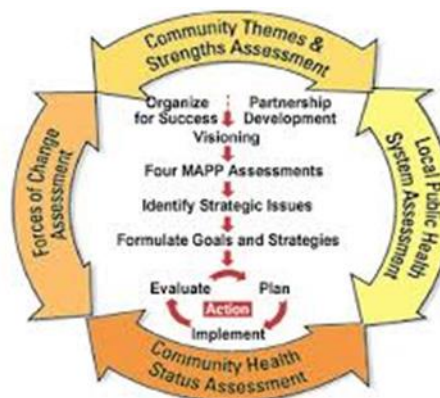 Community Themes &
Strengths Assessment
Organize
for Success
Partnership
Development
Visioning
Four MAPP Assessments
Identify Strategic Issues
Formulate Goals and Strategies
Evaluate
Plan
Action
Implement
Forces of Change
Assessment
Local Public Health
System Assessment
Community Health
Status Assessment